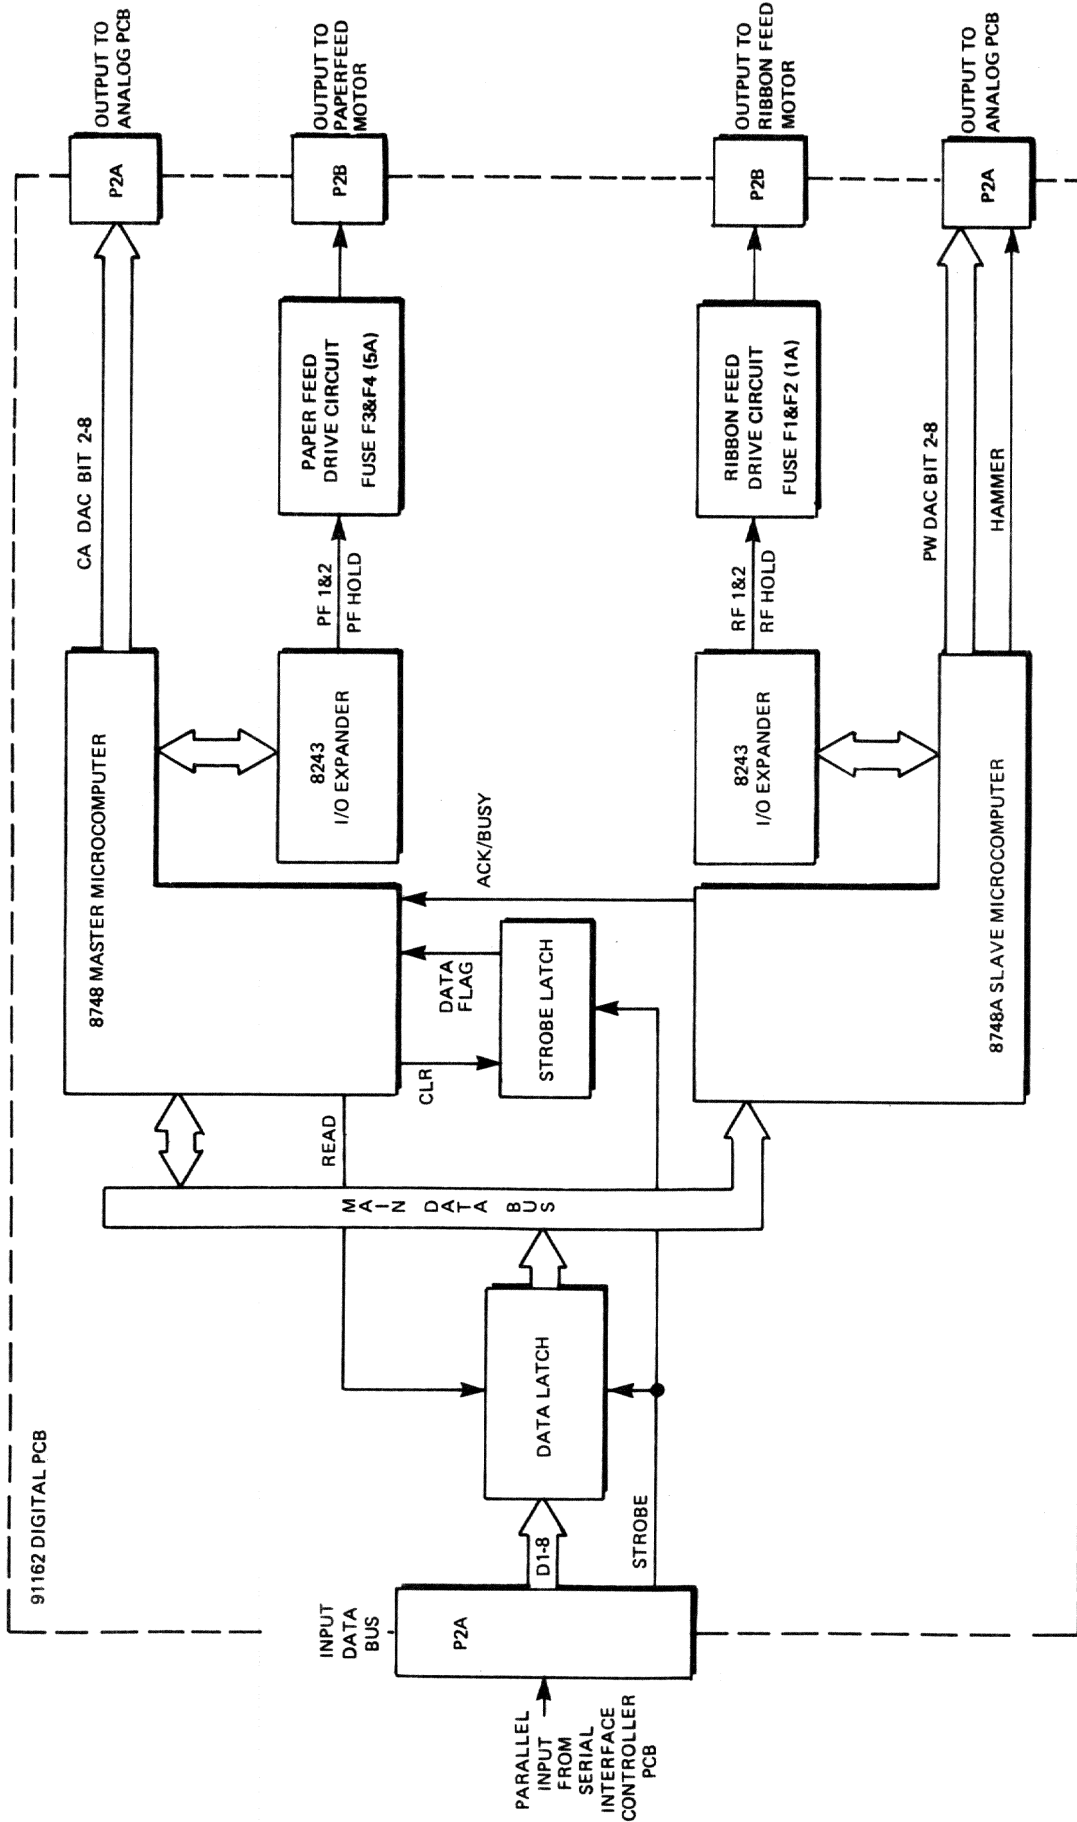 91162 DIGITAL PCB
PARALLEL
INPUT
FROM
SERIAL
INTERFACE
CONTROLLER
PCB
INPUT
DATA
BUS
P2A
D1-8
STROBE
DATA LATCH
MAIN DATA BUS
READ
CLR
DATA
FLAG
STROBE LATCH
ACK/BUSY
8748 MASTER MICROCOMPUTER
8243
I/O EXPANDER
CA DAC BIT 2-8
PF 1&2
PF HOLD
PAPER FEED
DRIVE CIRCUIT
FUSE F3&F4 (5A)
P2A
OUTPUT TO
ANALOG PCB
P2B
OUTPUT TO
PAPERFEED
MOTOR
8748A SLAVE MICROCOMPUTER
8243
I/O EXPANDER
RF 1&2
RF HOLD
RIBBON FEED
DRIVE CIRCUIT
FUSE F1&F2 (1A)
P2B
OUTPUT TO
RIBBON FEED
MOTOR
PW DAC BIT 2-8
HAMMER
P2A
OUTPUT TO
ANALOG PCB